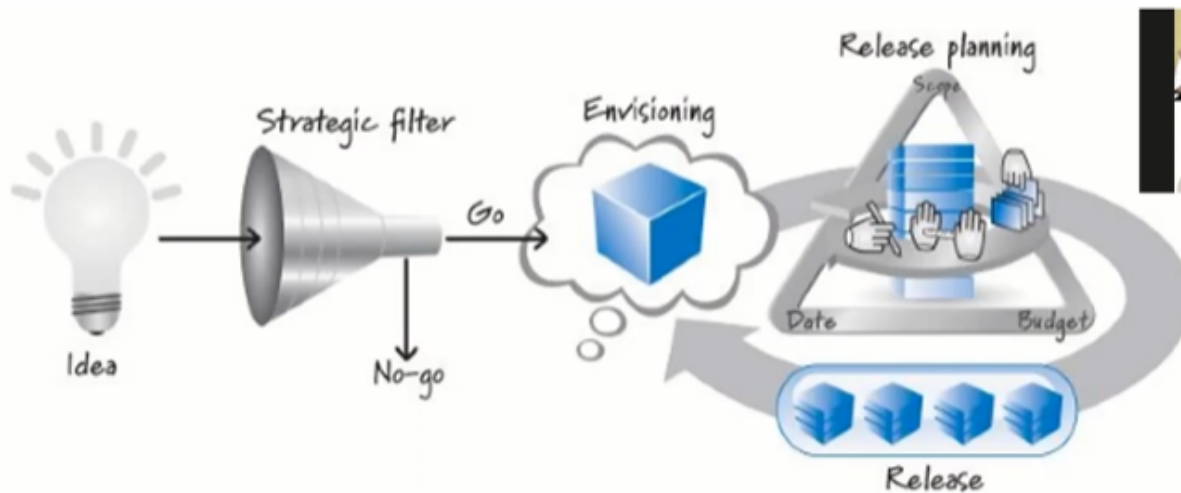 Release planning
Scope
Envisioning
Strategic filter
Go
Date
Budget
Idea
No-go
Release